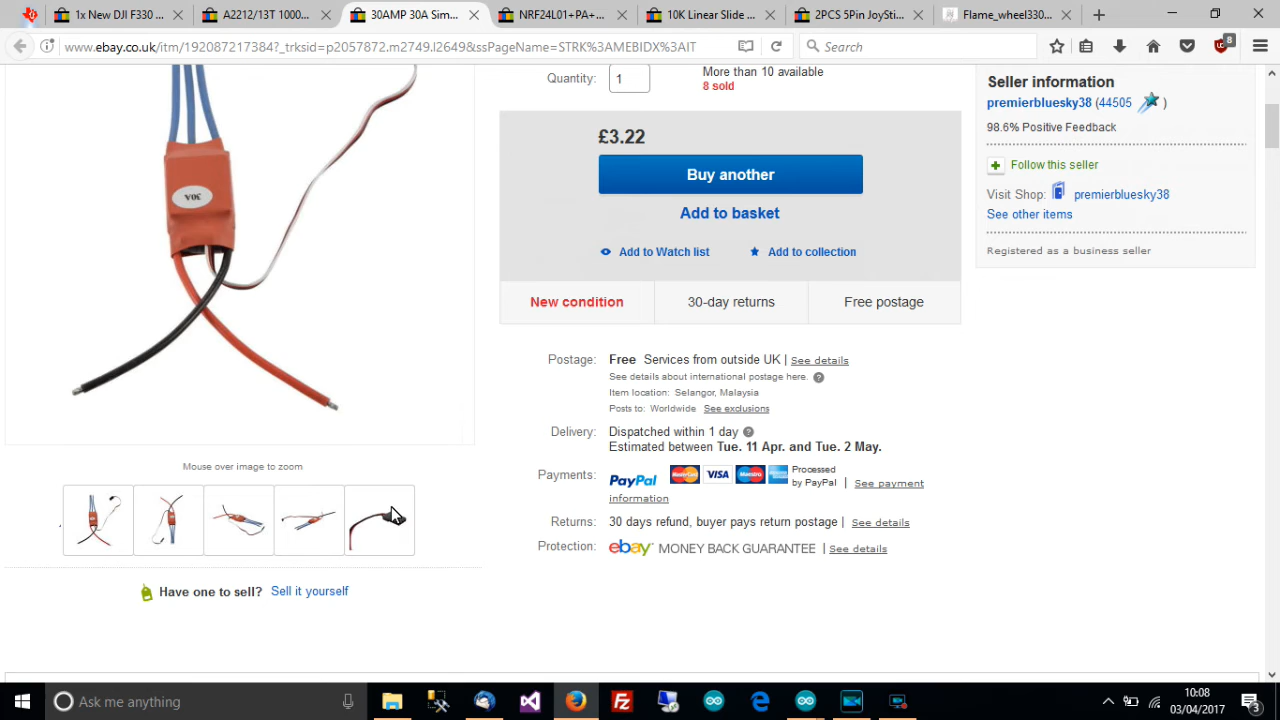 1x New DJI F330
A2212/13T 1000...
30AMP 30A Sim...
NRF24L01+PA+...
10K Linear Slide ...
2PCS 5Pin JoySti...
Flame_wheel330...
www.ebay.co.uk/itm/192087217384?_trksid=p2057872.m2749.l2649&ssPageName=STRK%3AMEBIDX%3AIT
Search
8
Quantity:
1
More than 10 available
8 sold
£3.22
Buy another
Add to basket
Add to Watch list
Add to collection
New condition
30-day returns
Free postage
Postage:
Free Services from outside UK | See details
See details about international postage here.
Item location: Selangor, Malaysia
Posts to: Worldwide See exclusions
Delivery:
Dispatched within 1 day
Estimated between Tue. 11 Apr. and Tue. 2 May.
Payments:
PayPal MasterCard VISA Maestro
Processed
by PayPal
| See payment
information
Returns:
30 days refund, buyer pays return postage | See details
Protection:
ebay MONEY BACK GUARANTEE | See details
Seller information
premierbluesky38 (44505 )
98.6% Positive Feedback
Follow this seller
Visit Shop: premierbluesky38
See other items
Registered as a business seller
30A
Mouse over image to zoom
Have one to sell? Sell it yourself
Ask me anything
10:08
03/04/2017
3